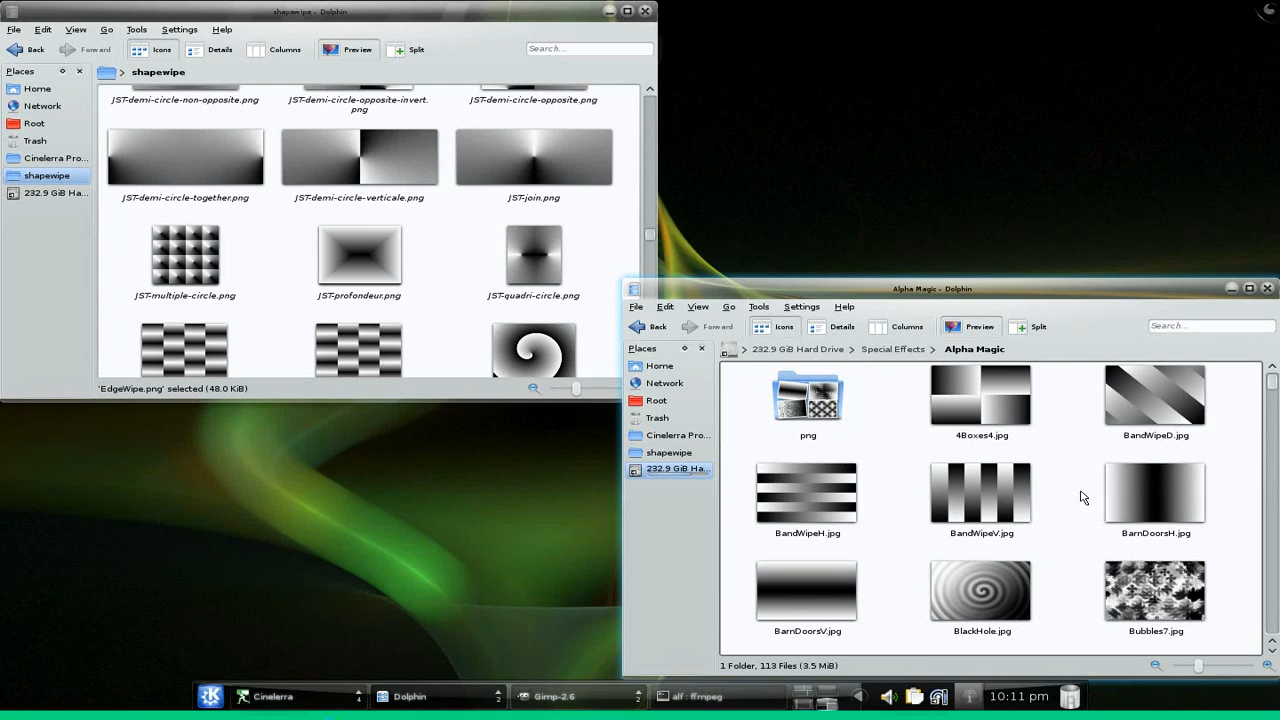 shapewipe - Dolphin
File Edit View Go Tools Settings Help
Back Forward Icons Details Columns Preview Split Search...
Places
shapewipe
Home
Network
Root
Trash
Cinelerra Pro...
shapewipe
232.9 GiB Ha...
JST-demi-circle-non-opposite.png JST-demi-circle-opposite-invert.png JST-demi-circle-opposite.png
JST-demi-circle-together.png JST-demi-circle-verticale.png JST-join.png
JST-multiple-circle.png JST-profondeur.png JST-quadri-circle.png
'EdgeWipe.png' selected (48.0 KiB)
Alpha Magic - Dolphin
File Edit View Go Tools Settings Help
Back Forward Icons Details Columns Preview Split Search...
Places
232.9 GiB Hard Drive Special Effects Alpha Magic
Home
Network
Root
Trash
Cinelerra Pro...
shapewipe
232.9 GiB Ha...
png 4Boxes4.jpg BandWipeD.jpg
BandWipeH.jpg BandWipeV.jpg BarnDoorsH.jpg
BarnDoorsV.jpg BlackHole.jpg Bubbles7.jpg
1 Folder, 113 Files (3.5 MiB)
Cinelerra 4 Dolphin 2 Gimp-2.6 2 alf : ffmpeg 10:11 pm